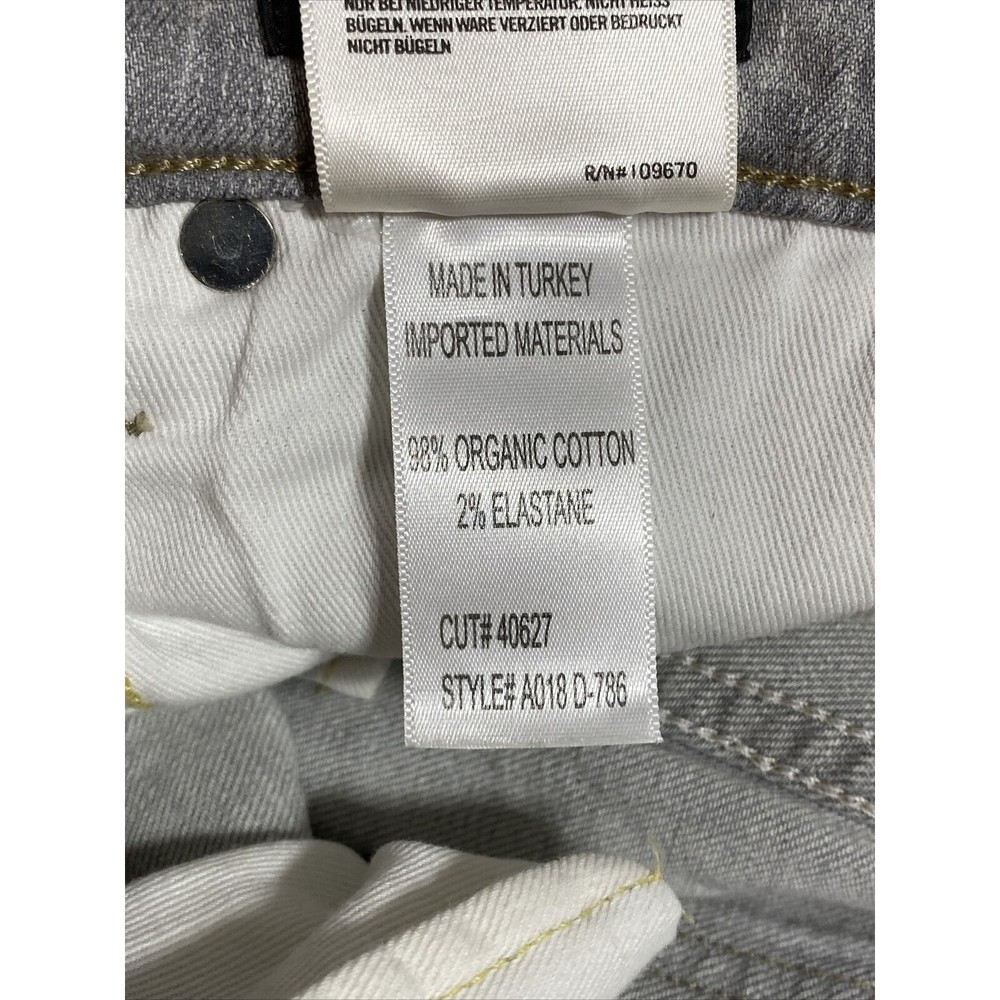 NUR BEI NIEDRIGER TEMPERATUR. NICHT HEISS
BÜGELN. WENN WARE VERZIERT ODER BEDRUCKT
NICHT BÜGELN
R/N#109670
MADE IN TURKEY
IMPORTED MATERIALS
98% ORGANIC COTTON
2% ELASTANE
CUT# 40627
STYLE# A018 D-786